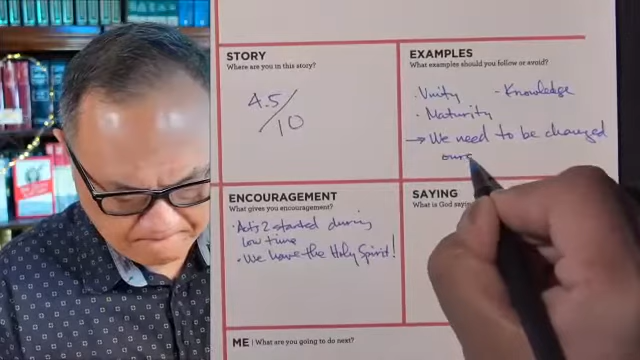 STORY
Where are you in this story?
4.5/10
EXAMPLES
What examples should you follow or avoid?
· Unity - Knowledge
· Maturity
→ We need to be changed
ours
ENCOURAGEMENT
What gives you encouragement?
· Acts 2 started during
low time
· We have the Holy Spirit!
SAYING
What is God saying
ME | What are you going to do next?